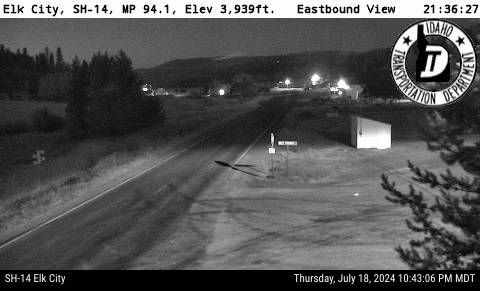 Elk City, SH-14, MP 94.1, Elev 3,939ft. Eastbound View 21:36:27
IDAHO
TRANSPORTATION DEPARTMENT
SH-14 Elk City Thursday, July 18, 2024 10:43:06 PM MDT